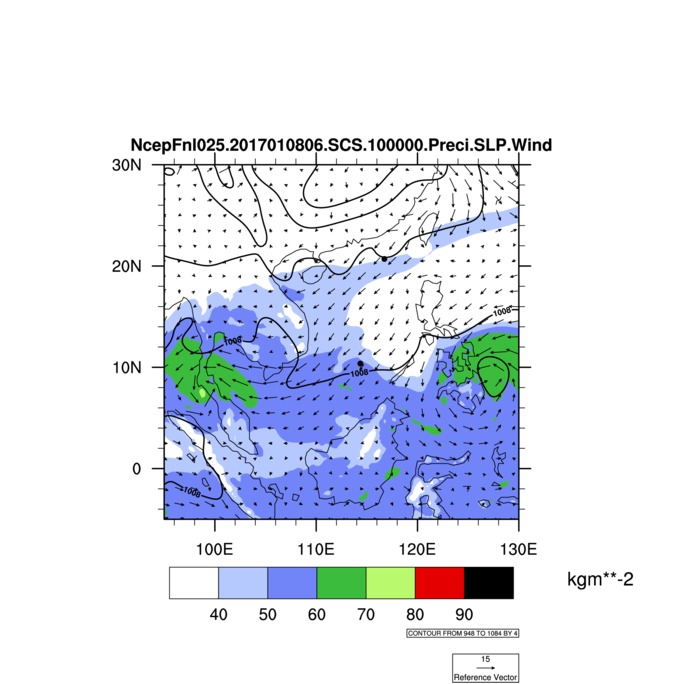 NcepFnl025.2017010806.SCS.100000.Preci.SLP.Wind
30N
20N
10N
0
1008
1008
1008
1008
100E
110E
120E
130E
40
50
60
70
80
90
kgm**-2
CONTOUR FROM 948 TO 1084 BY 4
15
Reference Vector